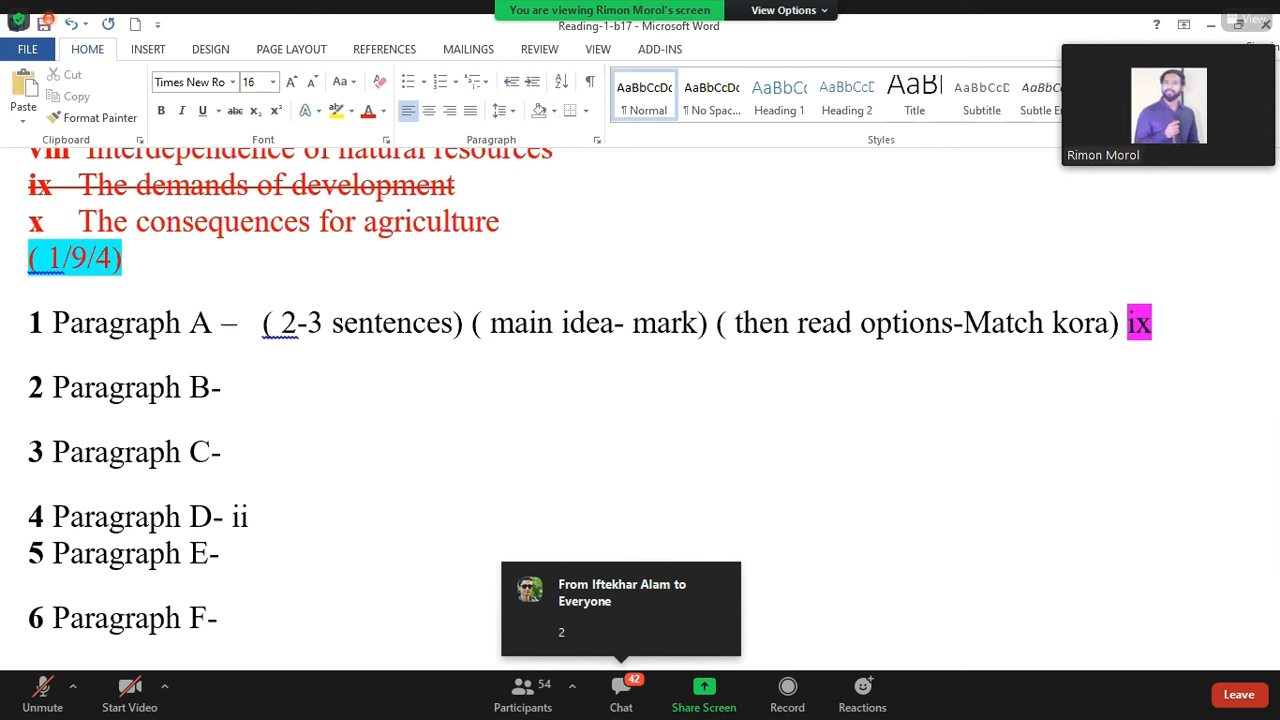 You are viewing Rimon Morol's screen
View Options
View
Reading-1-b17 - Microsoft Word
FILE HOME INSERT DESIGN PAGE LAYOUT REFERENCES MAILINGS REVIEW VIEW ADD-INS
Paste
Cut
Copy
Format Painter
Clipboard
Times New Ro 16
Font
Paragraph
AaBbCcDc AaBbCcDc AaBbCc AaBbCcD AaBl AaBbCcD AaBbCc
¶ Normal ¶ No Spac... Heading 1 Heading 2 Title Subtitle Subtle Em
Styles
Rimon Morol
viii Interdependence of natural resources
ix The demands of development
x The consequences for agriculture
( 1/9/4)
1 Paragraph A – ( 2-3 sentences) ( main idea- mark) ( then read options-Match kora) ix
2 Paragraph B-
3 Paragraph C-
4 Paragraph D- ii
5 Paragraph E-
6 Paragraph F-
From Iftekhar Alam to
Everyone
2
Unmute
Start Video
54
Participants
42
Chat
Share Screen
Record
Reactions
Leave